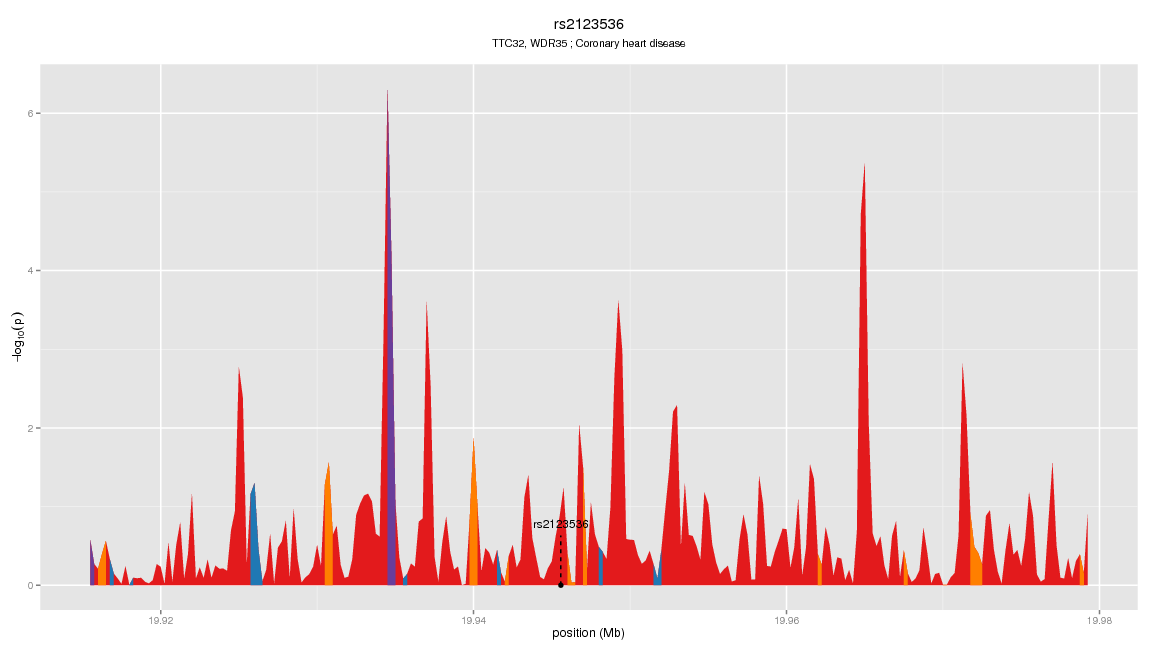 rs2123536
TTC32, WDR35 ; Coronary heart disease
6
4
2
0
−log10(p)
rs2123536
19.92
19.94
19.96
19.98
position (Mb)